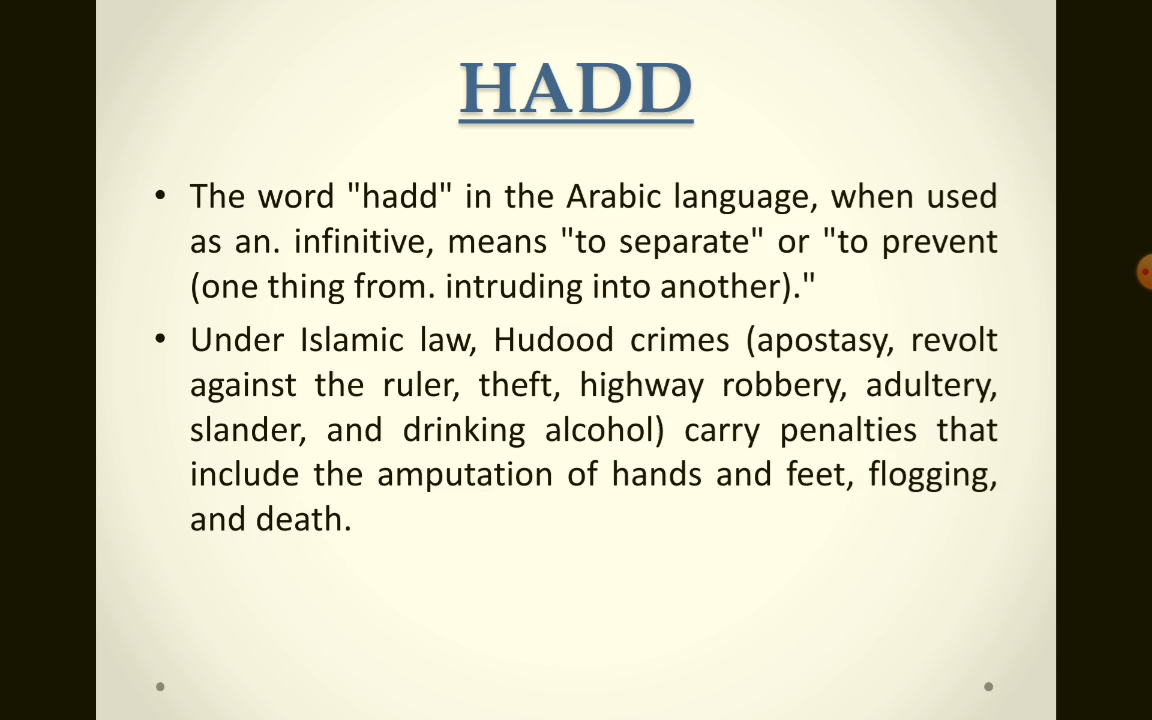 HADD
• The word "hadd" in the Arabic language, when used
as an. infinitive, means "to separate" or "to prevent
(one thing from. intruding into another)."
• Under Islamic law, Hudood crimes (apostasy, revolt
against the ruler, theft, highway robbery, adultery,
slander, and drinking alcohol) carry penalties that
include the amputation of hands and feet, flogging,
and death.